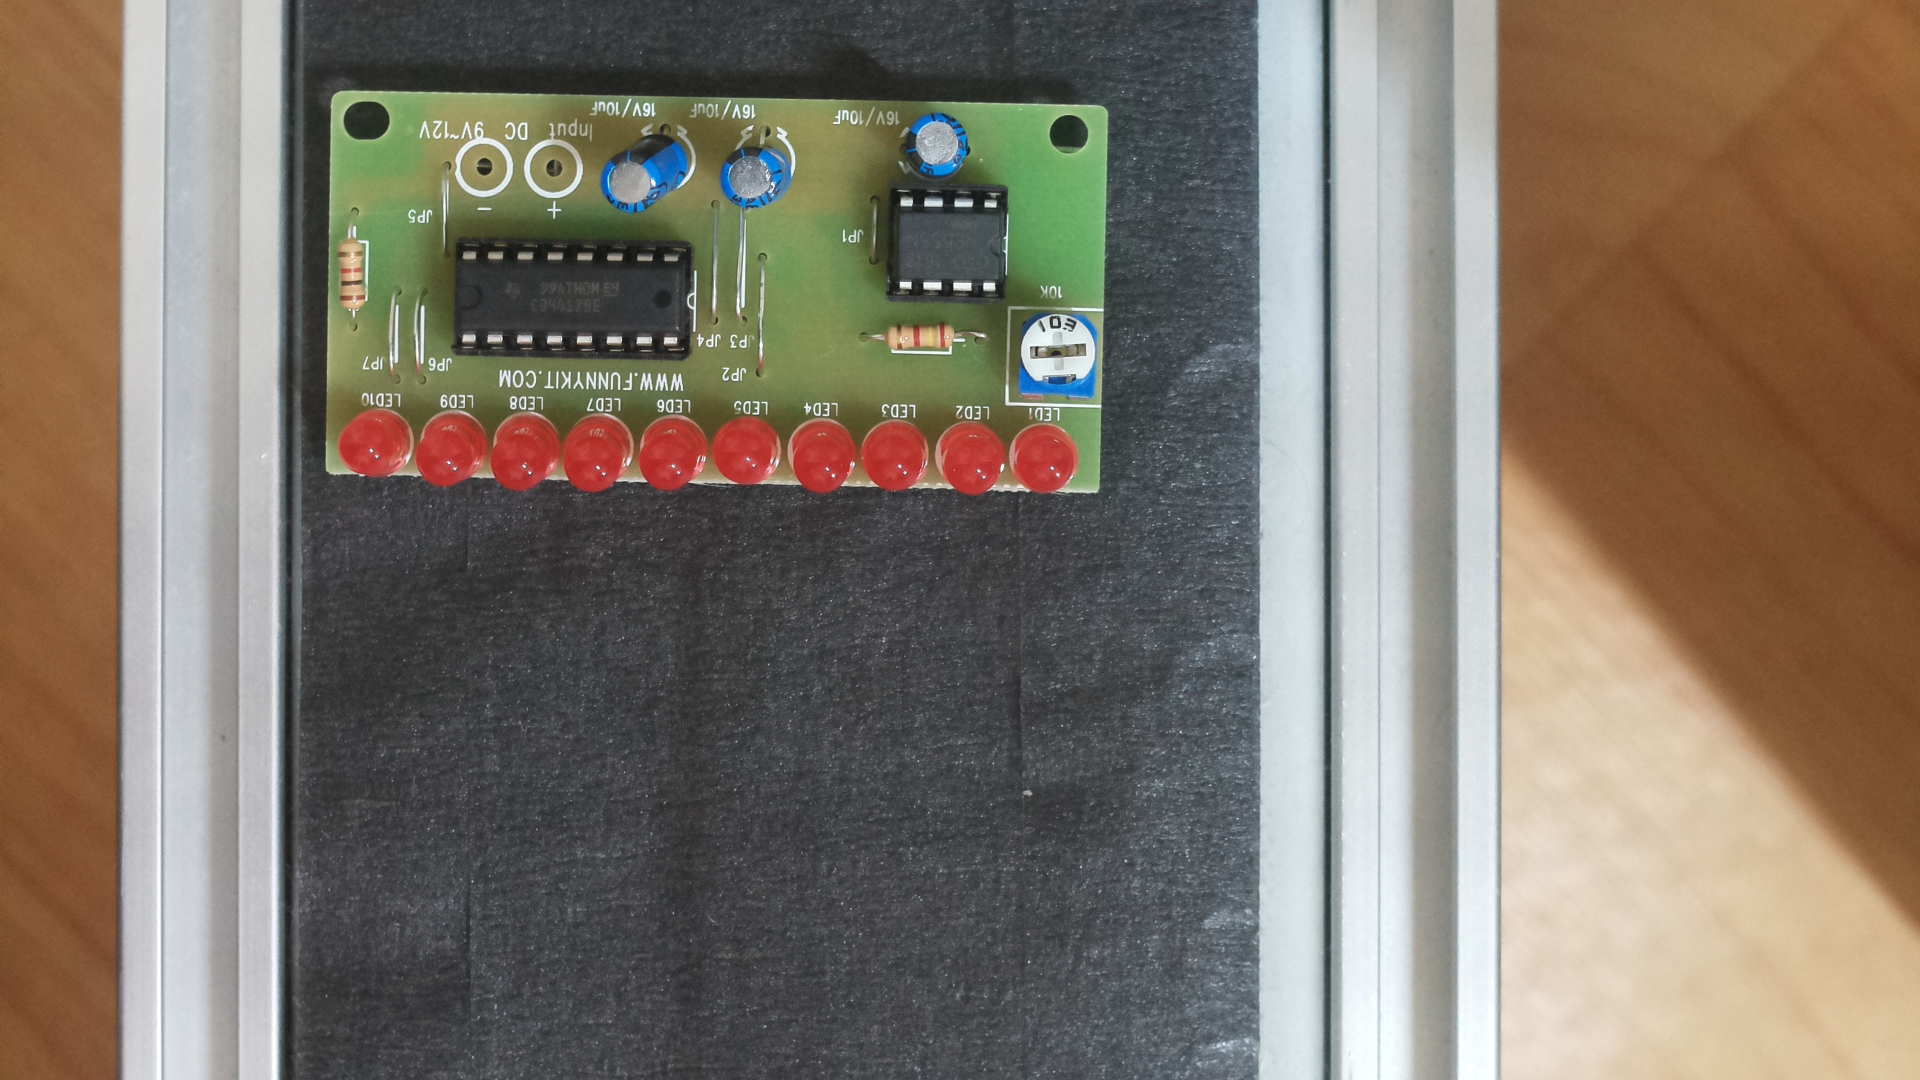 LED1 LED2 LED3 LED4 LED5 LED6 LED7 LED8 LED9 LED10
WWW.FUNNYKIT.COM
JP2
JP3 JP4
JP6 JP7
10K
103
JP1
CD4017BE
JP5
+ −
Input DC 9V~12V
16V/10uF 16V/10uF 16V/10uF